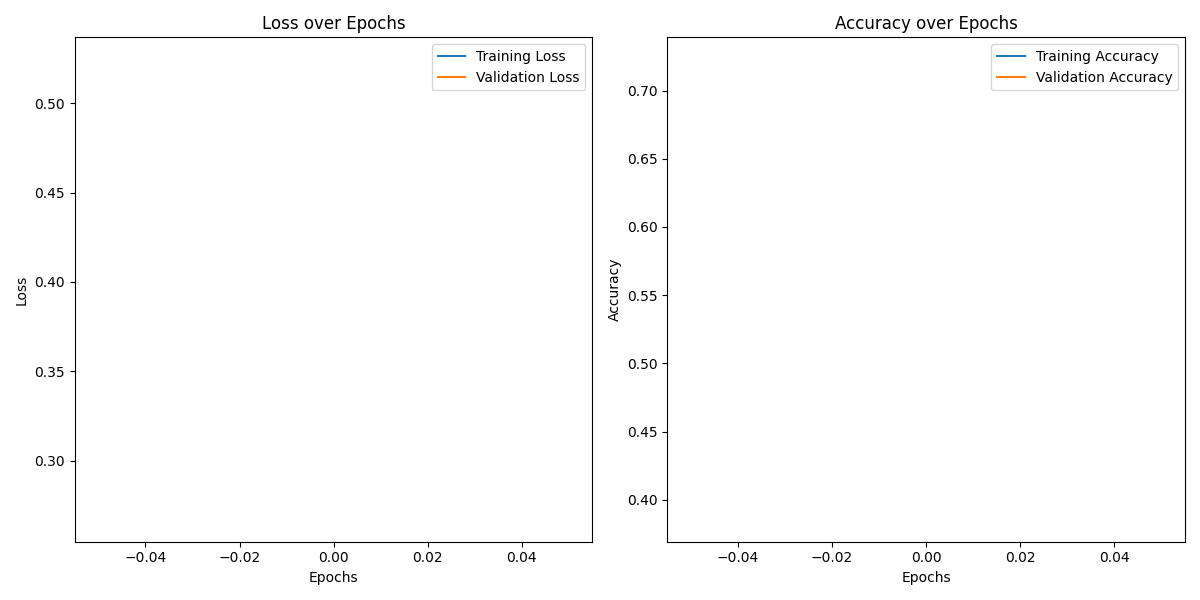 Loss over Epochs
Training Loss
Validation Loss
0.50
0.45
0.40
0.35
0.30
Loss
−0.04 −0.02 0.00 0.02 0.04
Epochs
Accuracy over Epochs
Training Accuracy
Validation Accuracy
0.70
0.65
0.60
0.55
0.50
0.45
0.40
Accuracy
−0.04 −0.02 0.00 0.02 0.04
Epochs